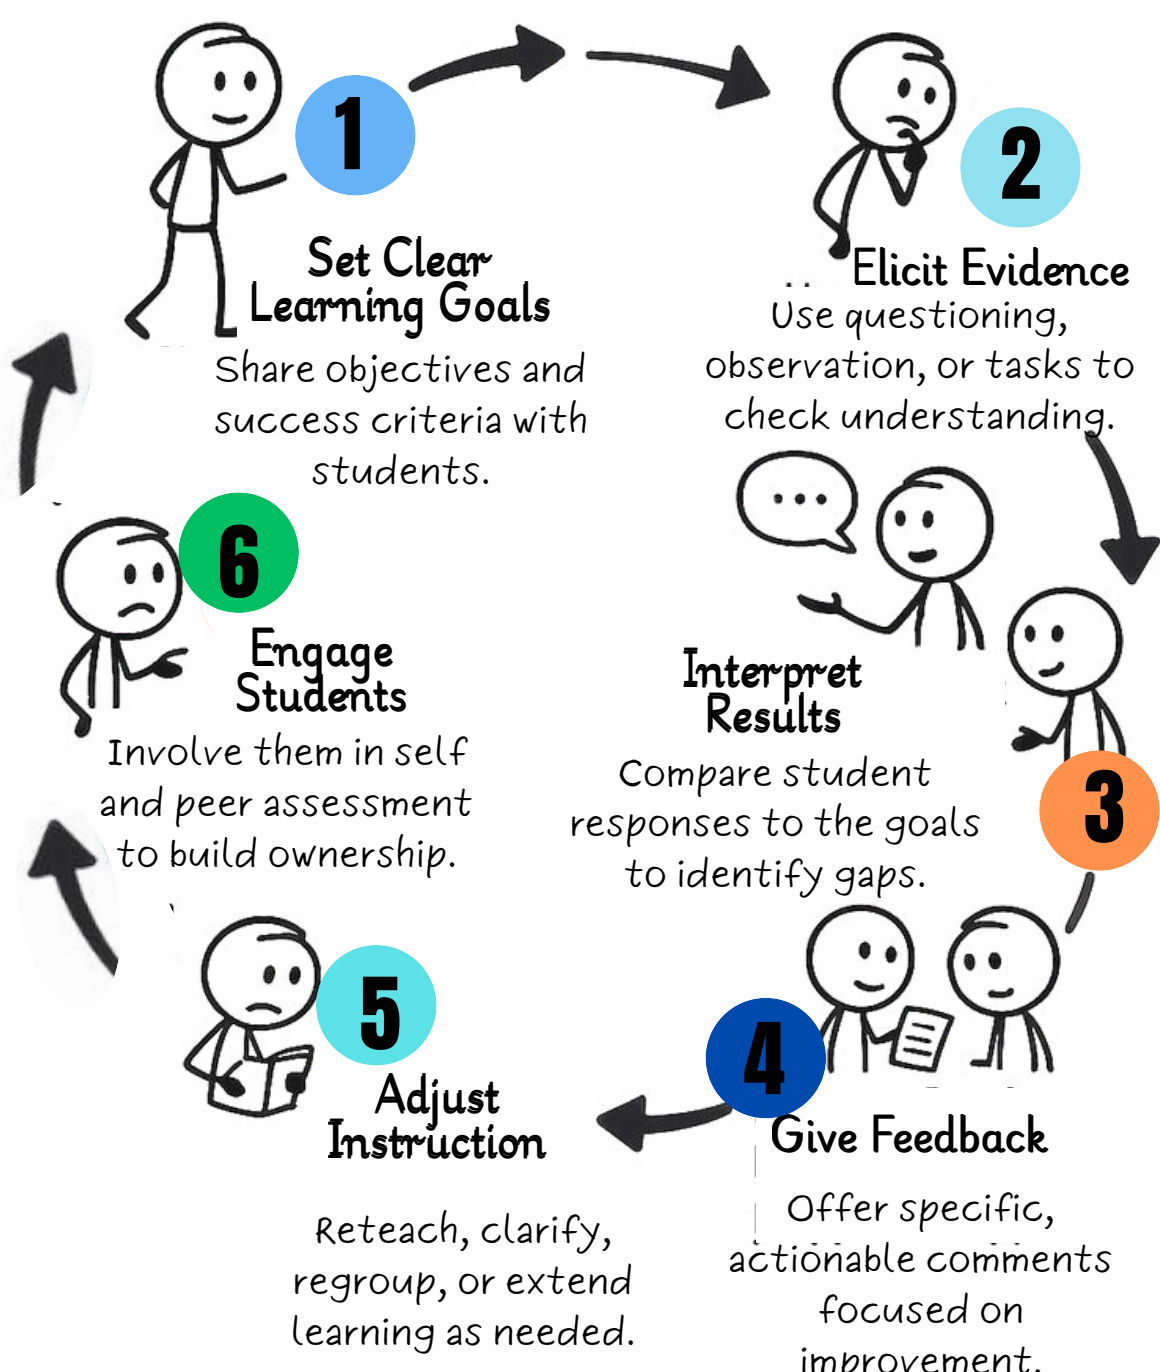 1
Set Clear
Learning Goals
Share objectives and
success criteria with
students.
2
Elicit Evidence
Use questioning,
observation, or tasks to
check understanding.
3
Interpret
Results
Compare student
responses to the goals
to identify gaps.
4
Give Feedback
Offer specific,
actionable comments
focused on
improvement.
5
Adjust
Instruction
Reteach, clarify,
regroup, or extend
learning as needed.
6
Engage
Students
Involve them in self
and peer assessment
to build ownership.